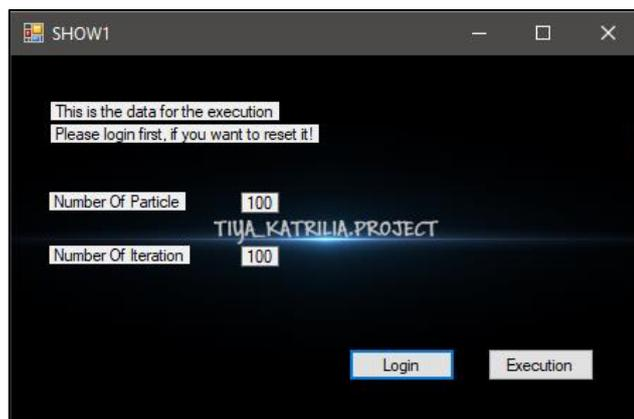 SHOW1
This is the data for the execution
Please login first, if you want to reset it!
Number Of Particle 100
TIYA_KATRILIA.PROJECT
Number Of Iteration 100
Login Execution